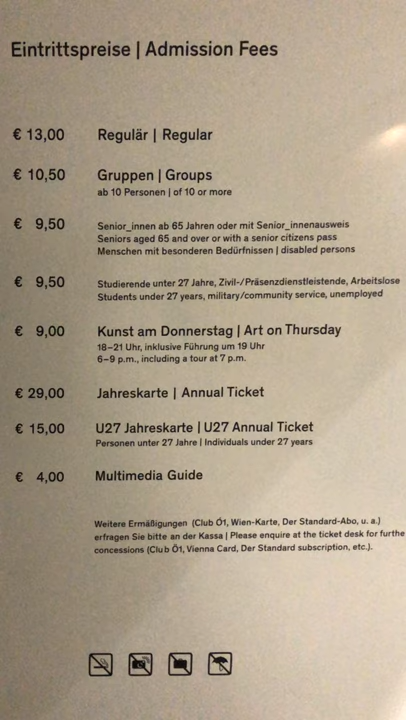 Eintrittspreise | Admission Fees
€ 13,00 Regulär | Regular
€ 10,50 Gruppen | Groups
ab 10 Personen | of 10 or more
€ 9,50 Senior_innen ab 65 Jahren oder mit Senior_innenausweis
Seniors aged 65 and over or with a senior citizens pass
Menschen mit besonderen Bedürfnissen | disabled persons
€ 9,50 Studierende unter 27 Jahre, Zivil-/Präsenzdienstleistende, Arbeitslose
Students under 27 years, military/community service, unemployed
€ 9,00 Kunst am Donnerstag | Art on Thursday
18–21 Uhr, inklusive Führung um 19 Uhr
6–9 p.m., including a tour at 7 p.m.
€ 29,00 Jahreskarte | Annual Ticket
€ 15,00 U27 Jahreskarte | U27 Annual Ticket
Personen unter 27 Jahre | Individuals under 27 years
€ 4,00 Multimedia Guide
Weitere Ermäßigungen (Club Ö1, Wien-Karte, Der Standard-Abo, u. a.)
erfragen Sie bitte an der Kassa | Please enquire at the ticket desk for furthe
concessions (Club Ö1, Vienna Card, Der Standard subscription, etc.).